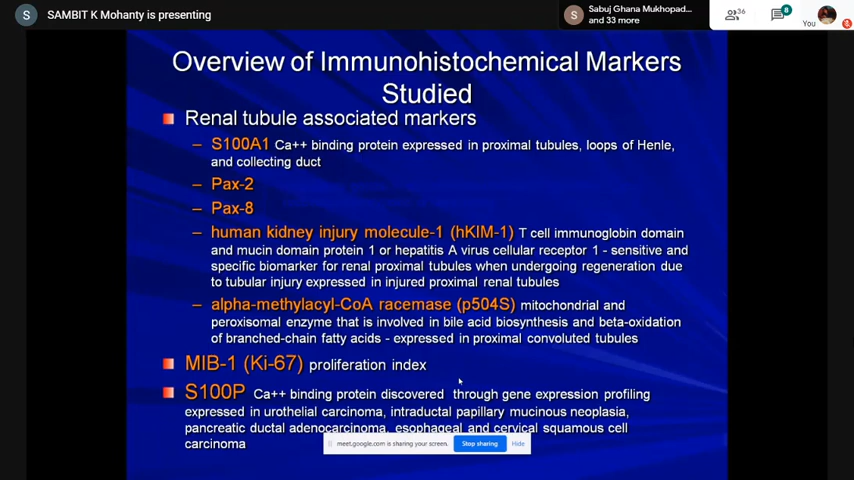 S
SAMBIT K Mohanty is presenting
S
Sabuj Ghana Mukhopad...
and 33 more
36
8
You
Overview of Immunohistochemical Markers
Studied
Renal tubule associated markers
– S100A1 Ca++ binding protein expressed in proximal tubules, loops of Henle,
and collecting duct
– Pax-2
– Pax-8
– human kidney injury molecule-1 (hKIM-1) T cell immunoglobin domain
and mucin domain protein 1 or hepatitis A virus cellular receptor 1 - sensitive and
specific biomarker for renal proximal tubules when undergoing regeneration due
to tubular injury expressed in injured proximal renal tubules
– alpha-methylacyl-CoA racemase (p504S) mitochondrial and
peroxisomal enzyme that is involved in bile acid biosynthesis and beta-oxidation
of branched-chain fatty acids - expressed in proximal convoluted tubules
MIB-1 (Ki-67) proliferation index
S100P Ca++ binding protein discovered through gene expression profiling
expressed in urothelial carcinoma, intraductal papillary mucinous neoplasia,
pancreatic ductal adenocarcinoma, esophageal and cervical squamous cell
carcinoma
meet.google.com is sharing your screen.
Stop sharing
Hide